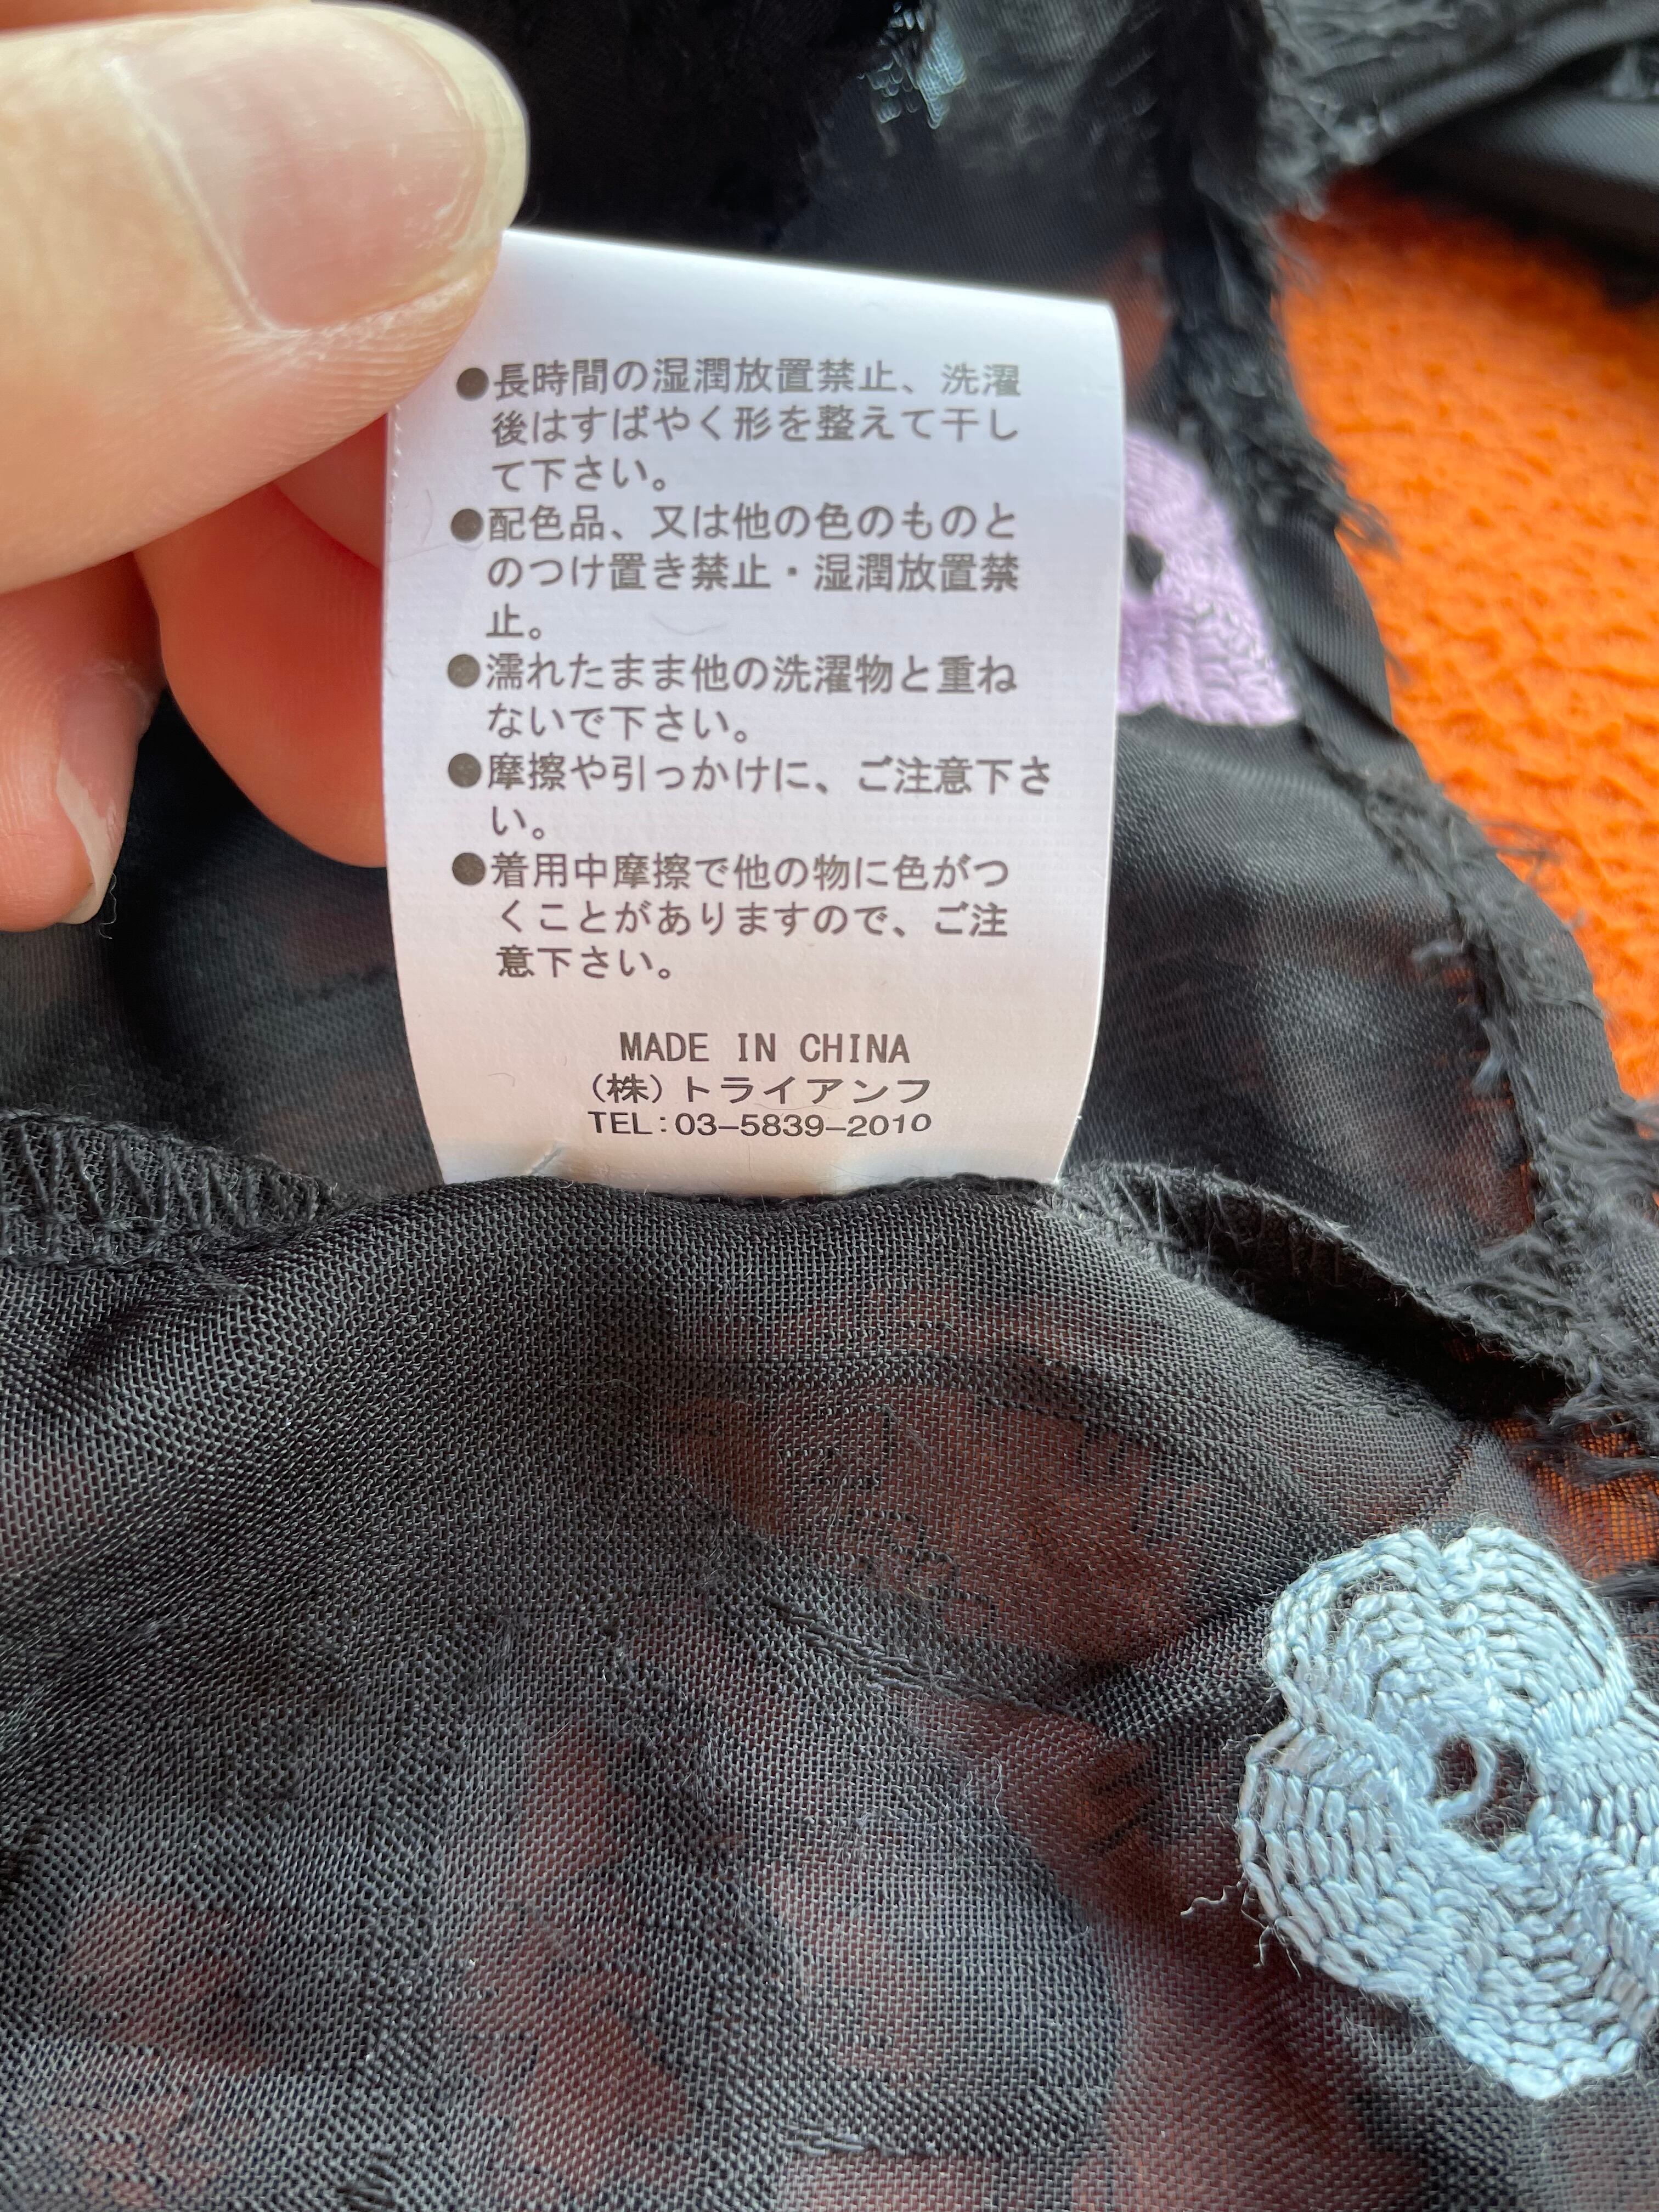 ●長時間の湿潤放置禁止、洗濯
後はすばやく形を整えて干し
て下さい。
●配色品、又は他の色のものと
のつけ置き禁止・湿潤放置禁
止。
●濡れたまま他の洗濯物と重ね
ないで下さい。
●摩擦や引っかけに、ご注意下さ
い。
●着用中摩擦で他の物に色がつ
くことがありますので、ご注
意下さい。
MADE IN CHINA
(株)トライアンフ
TEL:03-5839-2010